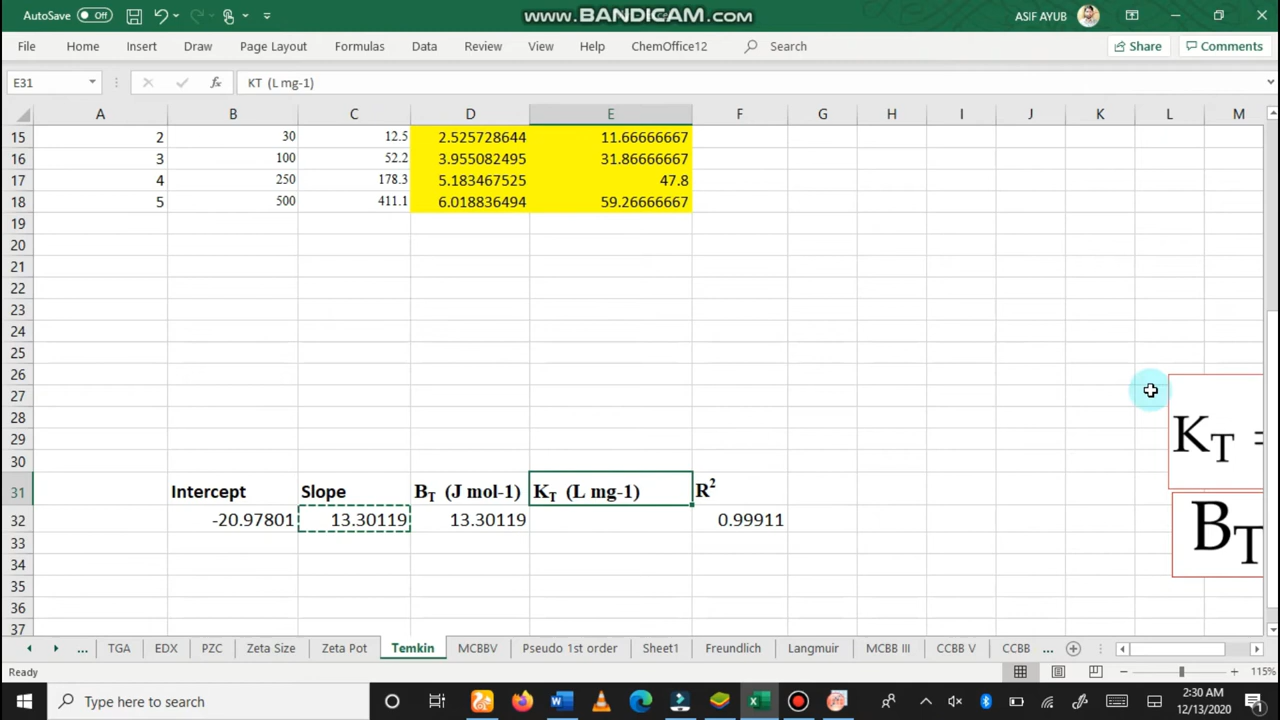 AutoSave Off
www.BANDICAM.com
ASIF AYUB
File Home Insert Draw Page Layout Formulas Data Review View Help ChemOffice12 Search Share Comments
E31 fx KT (L mg-1)
A B C D E F G H I J K L M
15 2 30 12.5 2.525728644 11.66666667
16 3 100 52.2 3.955082495 31.86666667
17 4 250 178.3 5.183467525 47.8
18 5 500 411.1 6.018836494 59.26666667
19
20
21
22
23
24
25
26
27
28
29
KT =
30
31 Intercept Slope BT (J mol-1) KT (L mg-1) R2
32 -20.97801 13.30119 13.30119 0.99911
BT
33
34
35
36
37
... TGA EDX PZC Zeta Size Zeta Pot Temkin MCBBV Pseudo 1st order Sheet1 Freundlich Langmuir MCBB III CCBB V CCBB ...
Ready 115%
Type here to search
2:30 AM
12/13/2020
1